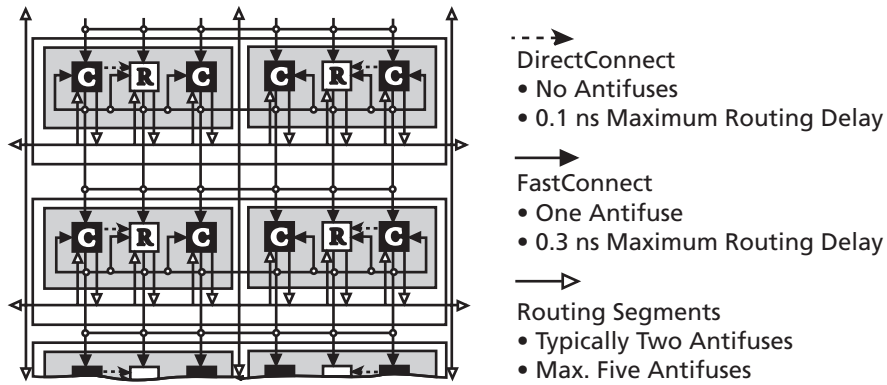 C R C C R C
DirectConnect
• No Antifuses
• 0.1 ns Maximum Routing Delay
FastConnect
• One Antifuse
• 0.3 ns Maximum Routing Delay
C R C C R C
Routing Segments
• Typically Two Antifuses
• Max. Five Antifuses